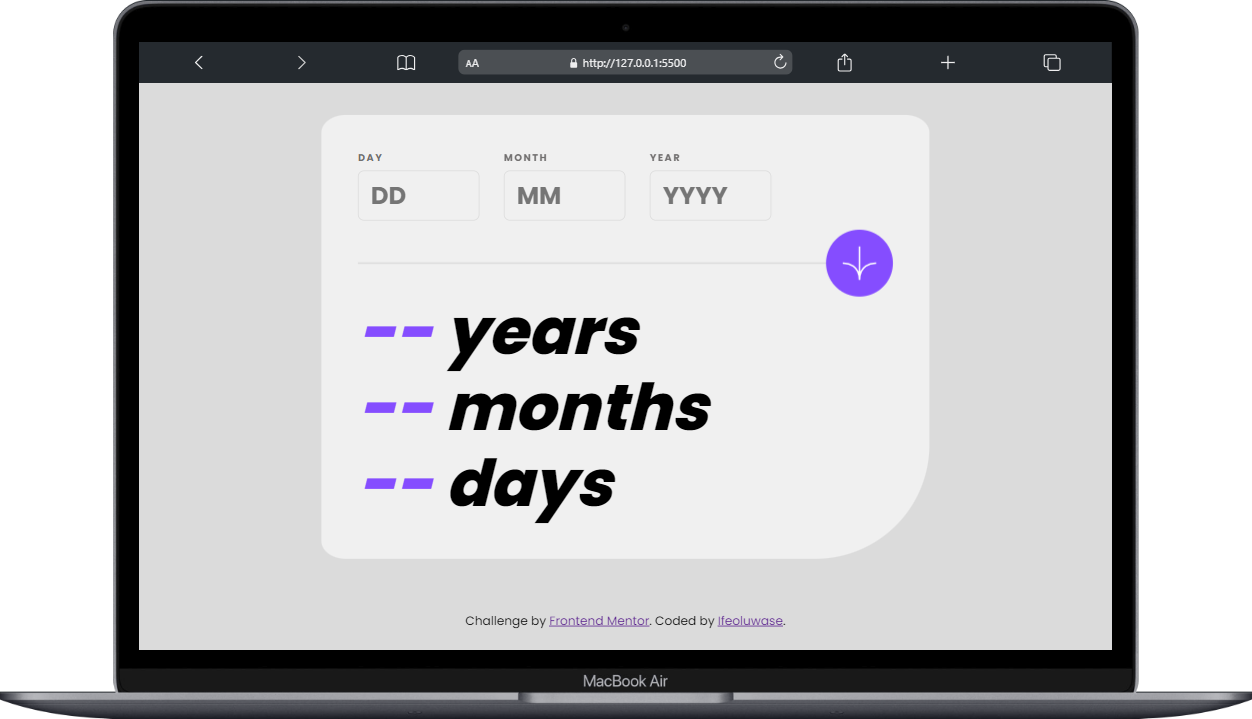 AA http://127.0.0.1:5500
DAY MONTH YEAR
DD MM YYYY
-- years
-- months
-- days
Challenge by Frontend Mentor. Coded by Ifeoluwase.
MacBook Air